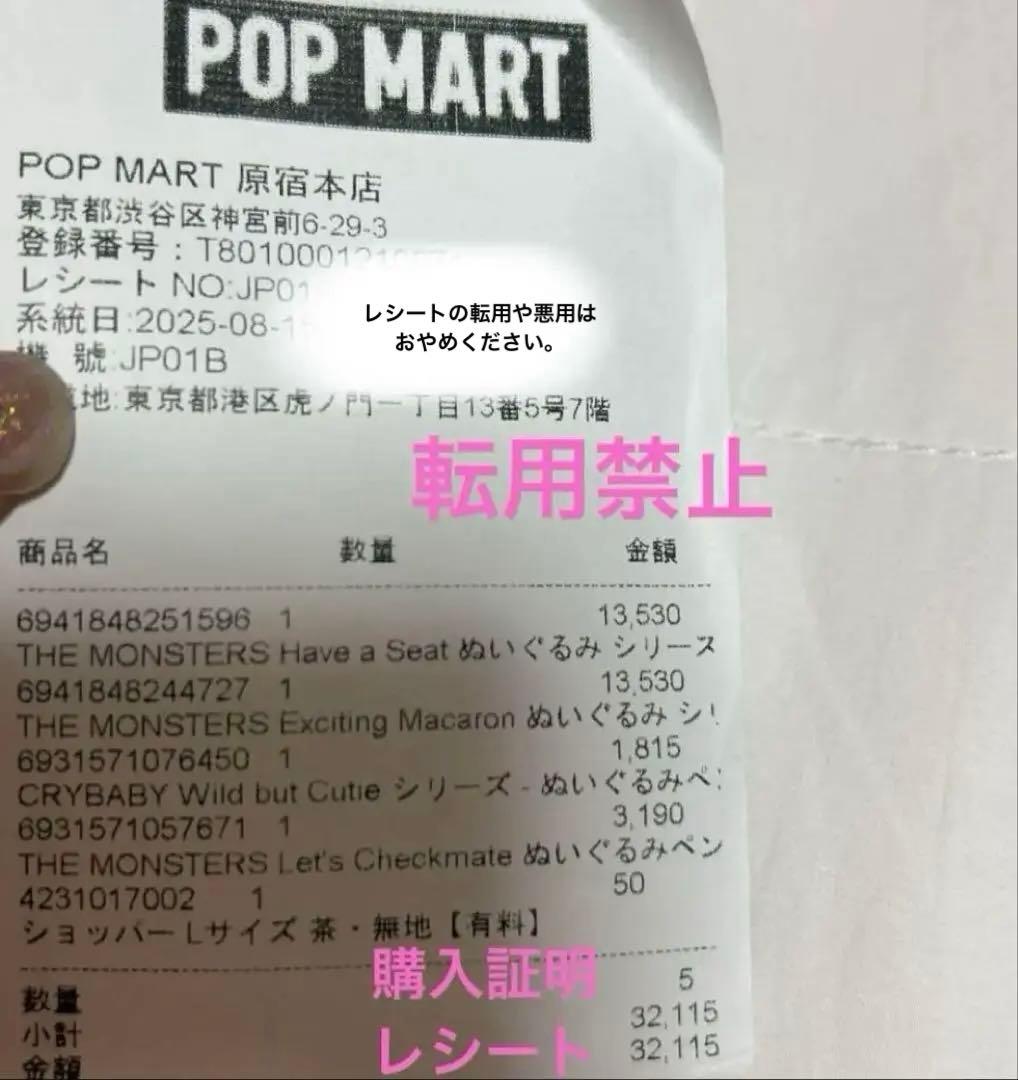 POP MART
POP MART 原宿本店
東京都渋谷区神宮前6-29-3
登録番号：T801000121
レシート NO:JP01
系統日:2025-08-1
號:JP01B
地:東京都港区虎ノ門一丁目13番5号7階
レシートの転用や悪用は
おやめください。
転用禁止
商品名 数量 金額
6941848251596 1 13,530
THE MONSTERS Have a Seat ぬいぐるみ シリーズ
6941848244727 1 13,530
THE MONSTERS Exciting Macaron ぬいぐるみ シ
6931571076450 1 1,815
CRYBABY Wild but Cutie シリーズ - ぬいぐるみペ
6931571057671 1 3,190
THE MONSTERS Let's Checkmate ぬいぐるみペン
4231017002 1 50
ショッパー Lサイズ 茶・無地【有料】
購入証明
レシート
数量 5
小計 32,115
金額 32,115